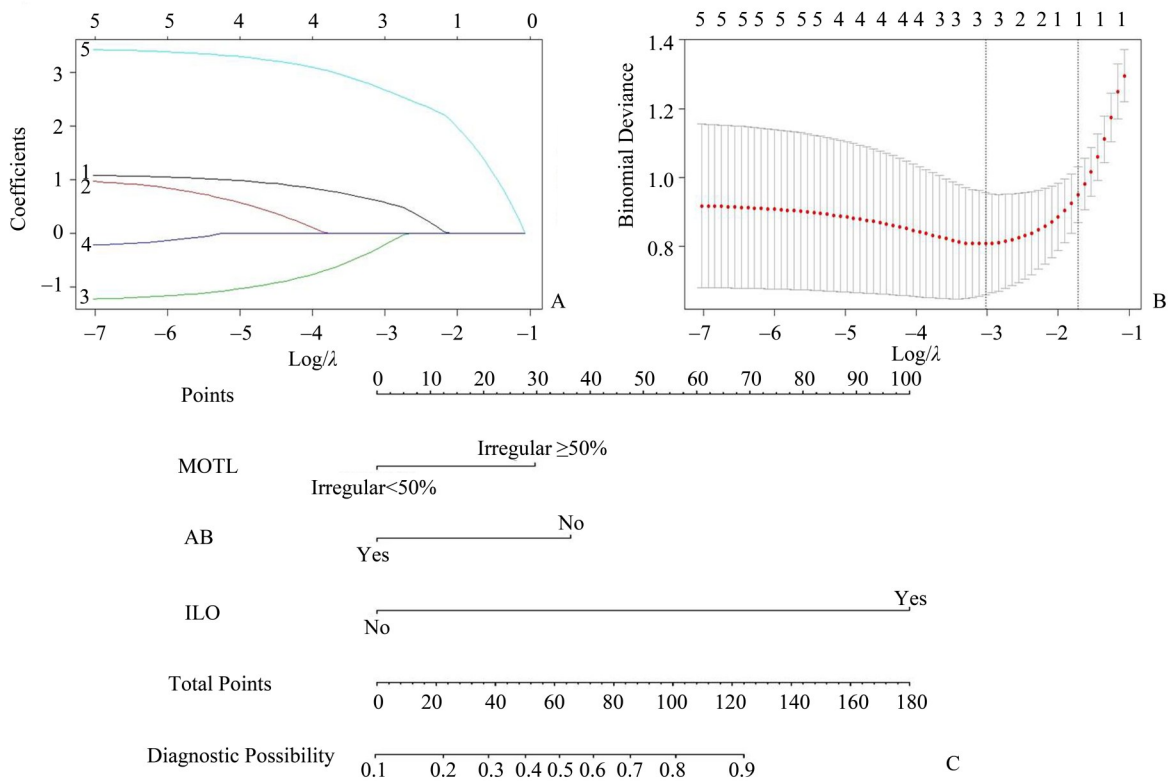 5 5 4 4 3 1 0
5
1
2
4
3
3
2
1
0
−1
Coefficients
−7 −6 −5 −4 −3 −2 −1
Log/λ
A
5 5 5 5 5 5 5 4 4 4 4 4 3 3 3 3 2 2 1 1 1 1
1.4
1.2
1.0
0.8
Binomial Deviance
−7 −6 −5 −4 −3 −2 −1
Log/λ
B
Points
0 10 20 30 40 50 60 70 80 90 100
MOTL
Irregular ≥50%
Irregular<50%
AB
No
Yes
ILO
Yes
No
Total Points
0 20 40 60 80 100 120 140 160 180
Diagnostic Possibility
0.1 0.2 0.3 0.4 0.5 0.6 0.7 0.8 0.9
C